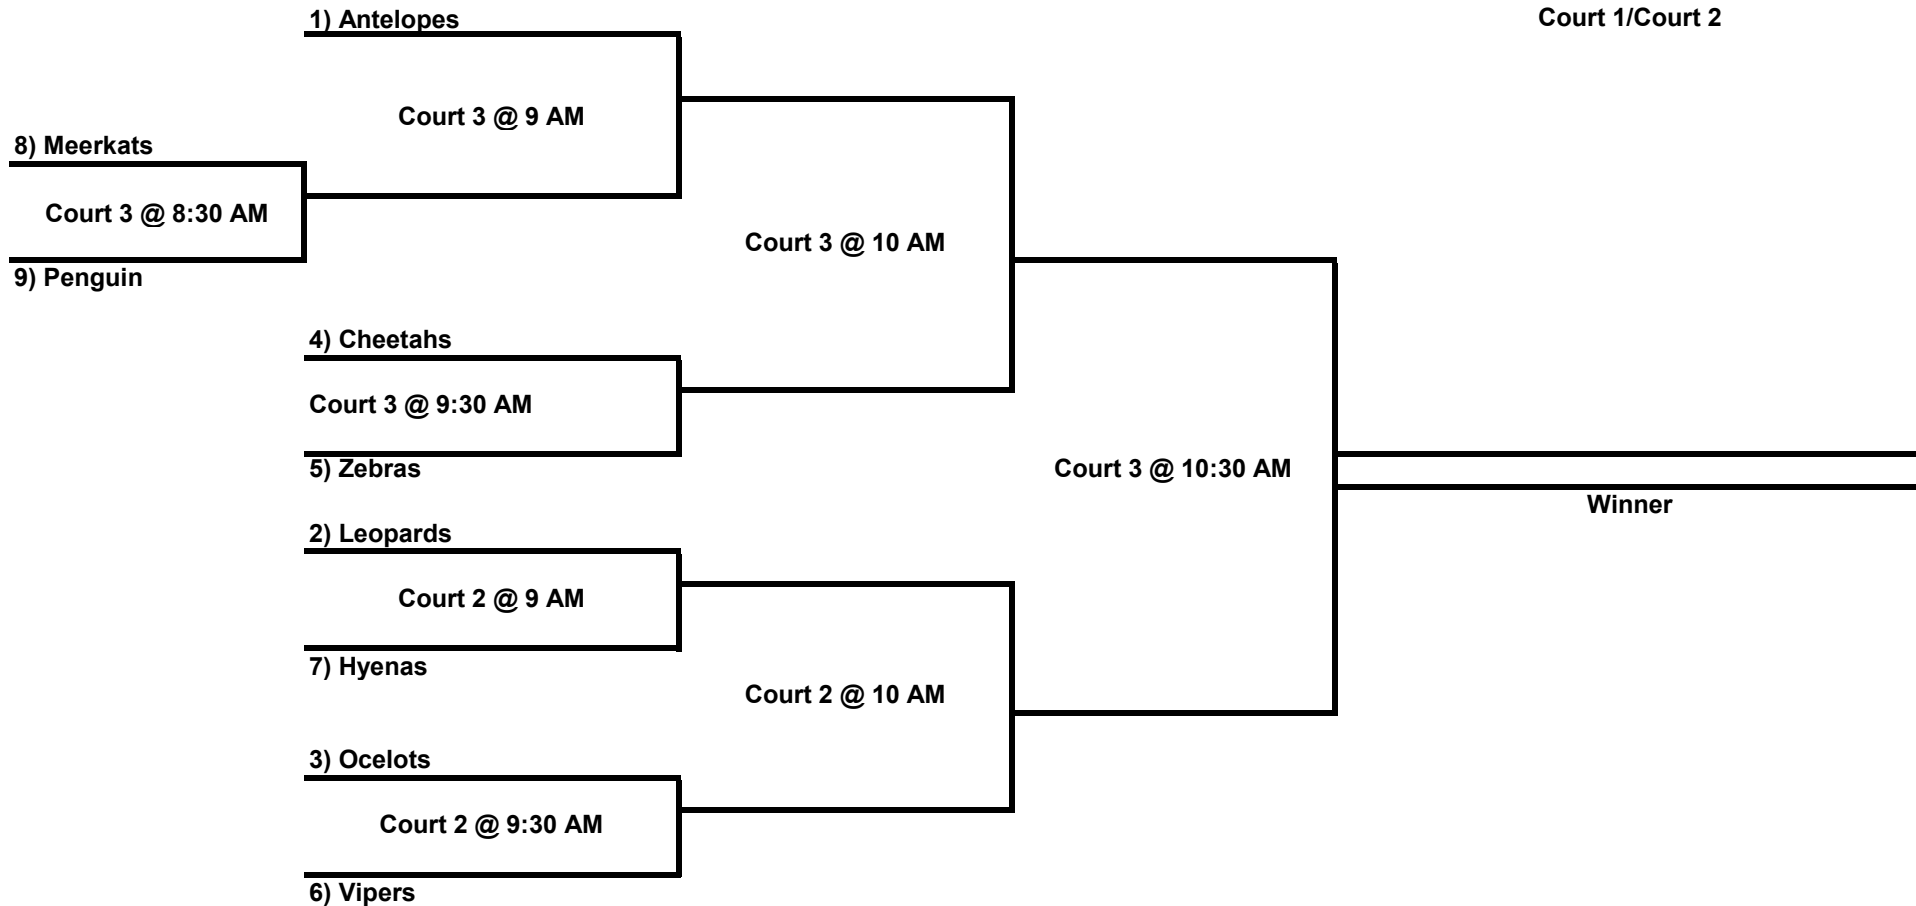 1) Antelopes
Court 1/Court 2
Court 3 @ 9 AM
8) Meerkats
Court 3 @ 8:30 AM
9) Penguin
Court 3 @ 10 AM
4) Cheetahs
Court 3 @ 9:30 AM
5) Zebras
Court 3 @ 10:30 AM
Winner
2) Leopards
Court 2 @ 9 AM
7) Hyenas
Court 2 @ 10 AM
3) Ocelots
Court 2 @ 9:30 AM
6) Vipers